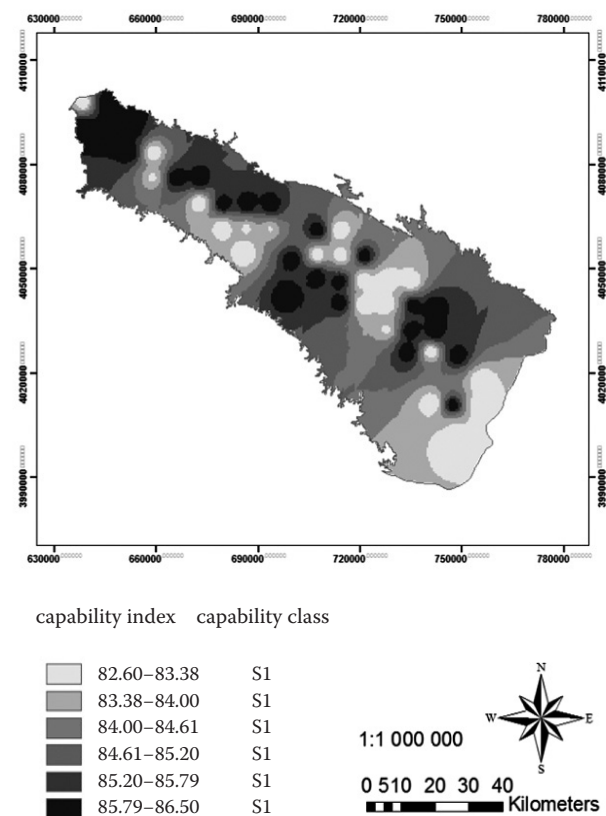 630000 660000 690000 720000 750000 780000
4110000 4110000
4080000 4080000
4050000 4050000
4020000 4020000
3990000 3990000
630000 660000 690000 720000 750000 780000
capability index capability class
82.60–83.38 S1
83.38–84.00 S1
84.00–84.61 S1
84.61–85.20 S1
85.20–85.79 S1
85.79–86.50 S1
N
W E
S
1:1 000 000
0 5 10 20 30 40
Kilometers